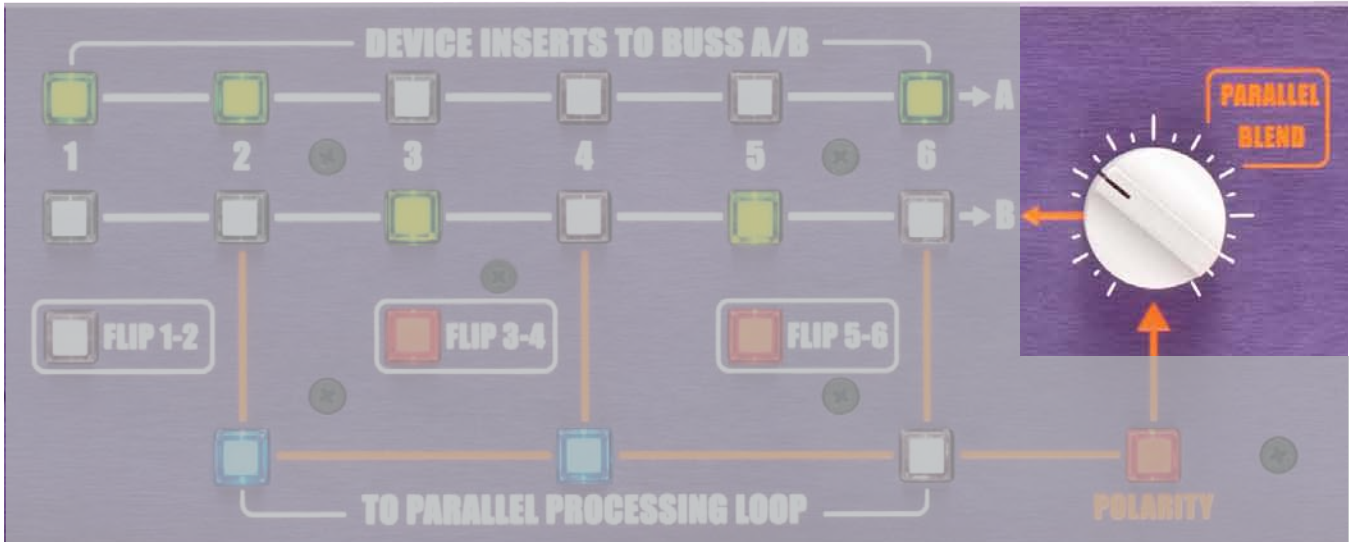 DEVICE INSERTS TO BUSS A/B
A
PARALLEL
BLEND
1 2 3 4 5 6
B
FLIP 1-2 FLIP 3-4 FLIP 5-6
TO PARALLEL PROCESSING LOOP
POLARITY